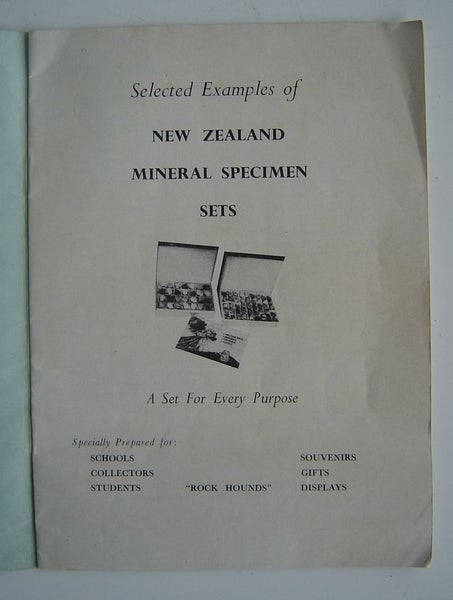 Selected Examples of
NEW ZEALAND
MINERAL SPECIMEN
SETS
A Set For Every Purpose
Specially Prepared for:
SCHOOLS SOUVENIRS
COLLECTORS GIFTS
STUDENTS "ROCK HOUNDS" DISPLAYS